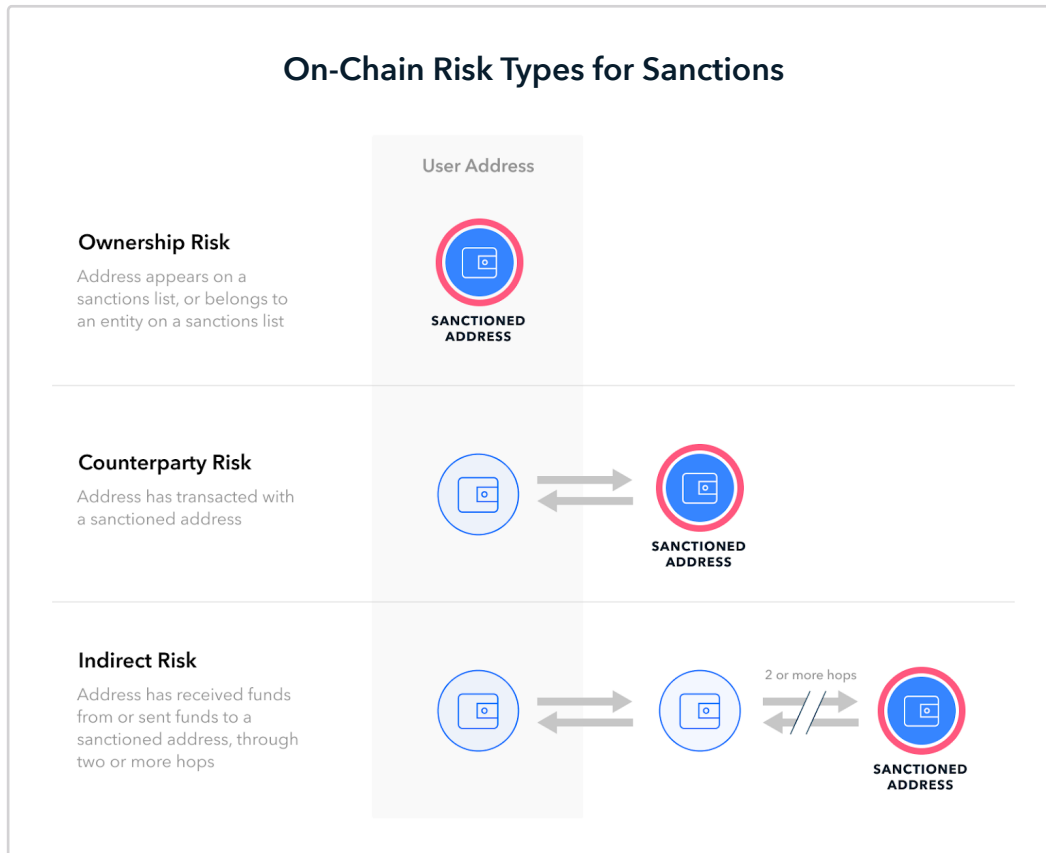 On-Chain Risk Types for Sanctions
User Address
Ownership Risk
Address appears on a
sanctions list, or belongs to
an entity on a sanctions list
SANCTIONED
ADDRESS
Counterparty Risk
Address has transacted with
a sanctioned address
SANCTIONED
ADDRESS
Indirect Risk
Address has received funds
from or sent funds to a
sanctioned address, through
two or more hops
2 or more hops
SANCTIONED
ADDRESS